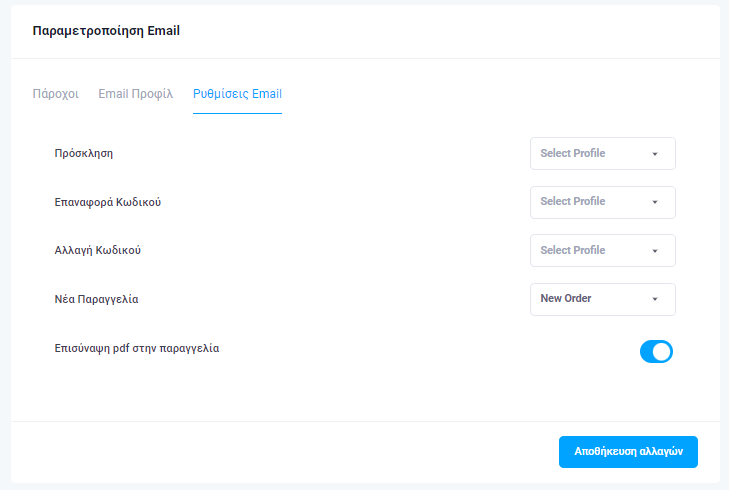 Παραμετροποίηση Email
Πάροχοι Email Προφίλ Ρυθμίσεις Email
Πρόσκληση Select Profile
Επαναφορά Κωδικού Select Profile
Αλλαγή Κωδικού Select Profile
Νέα Παραγγελία New Order
Επισύναψη pdf στην παραγγελία
Αποθήκευση αλλαγών